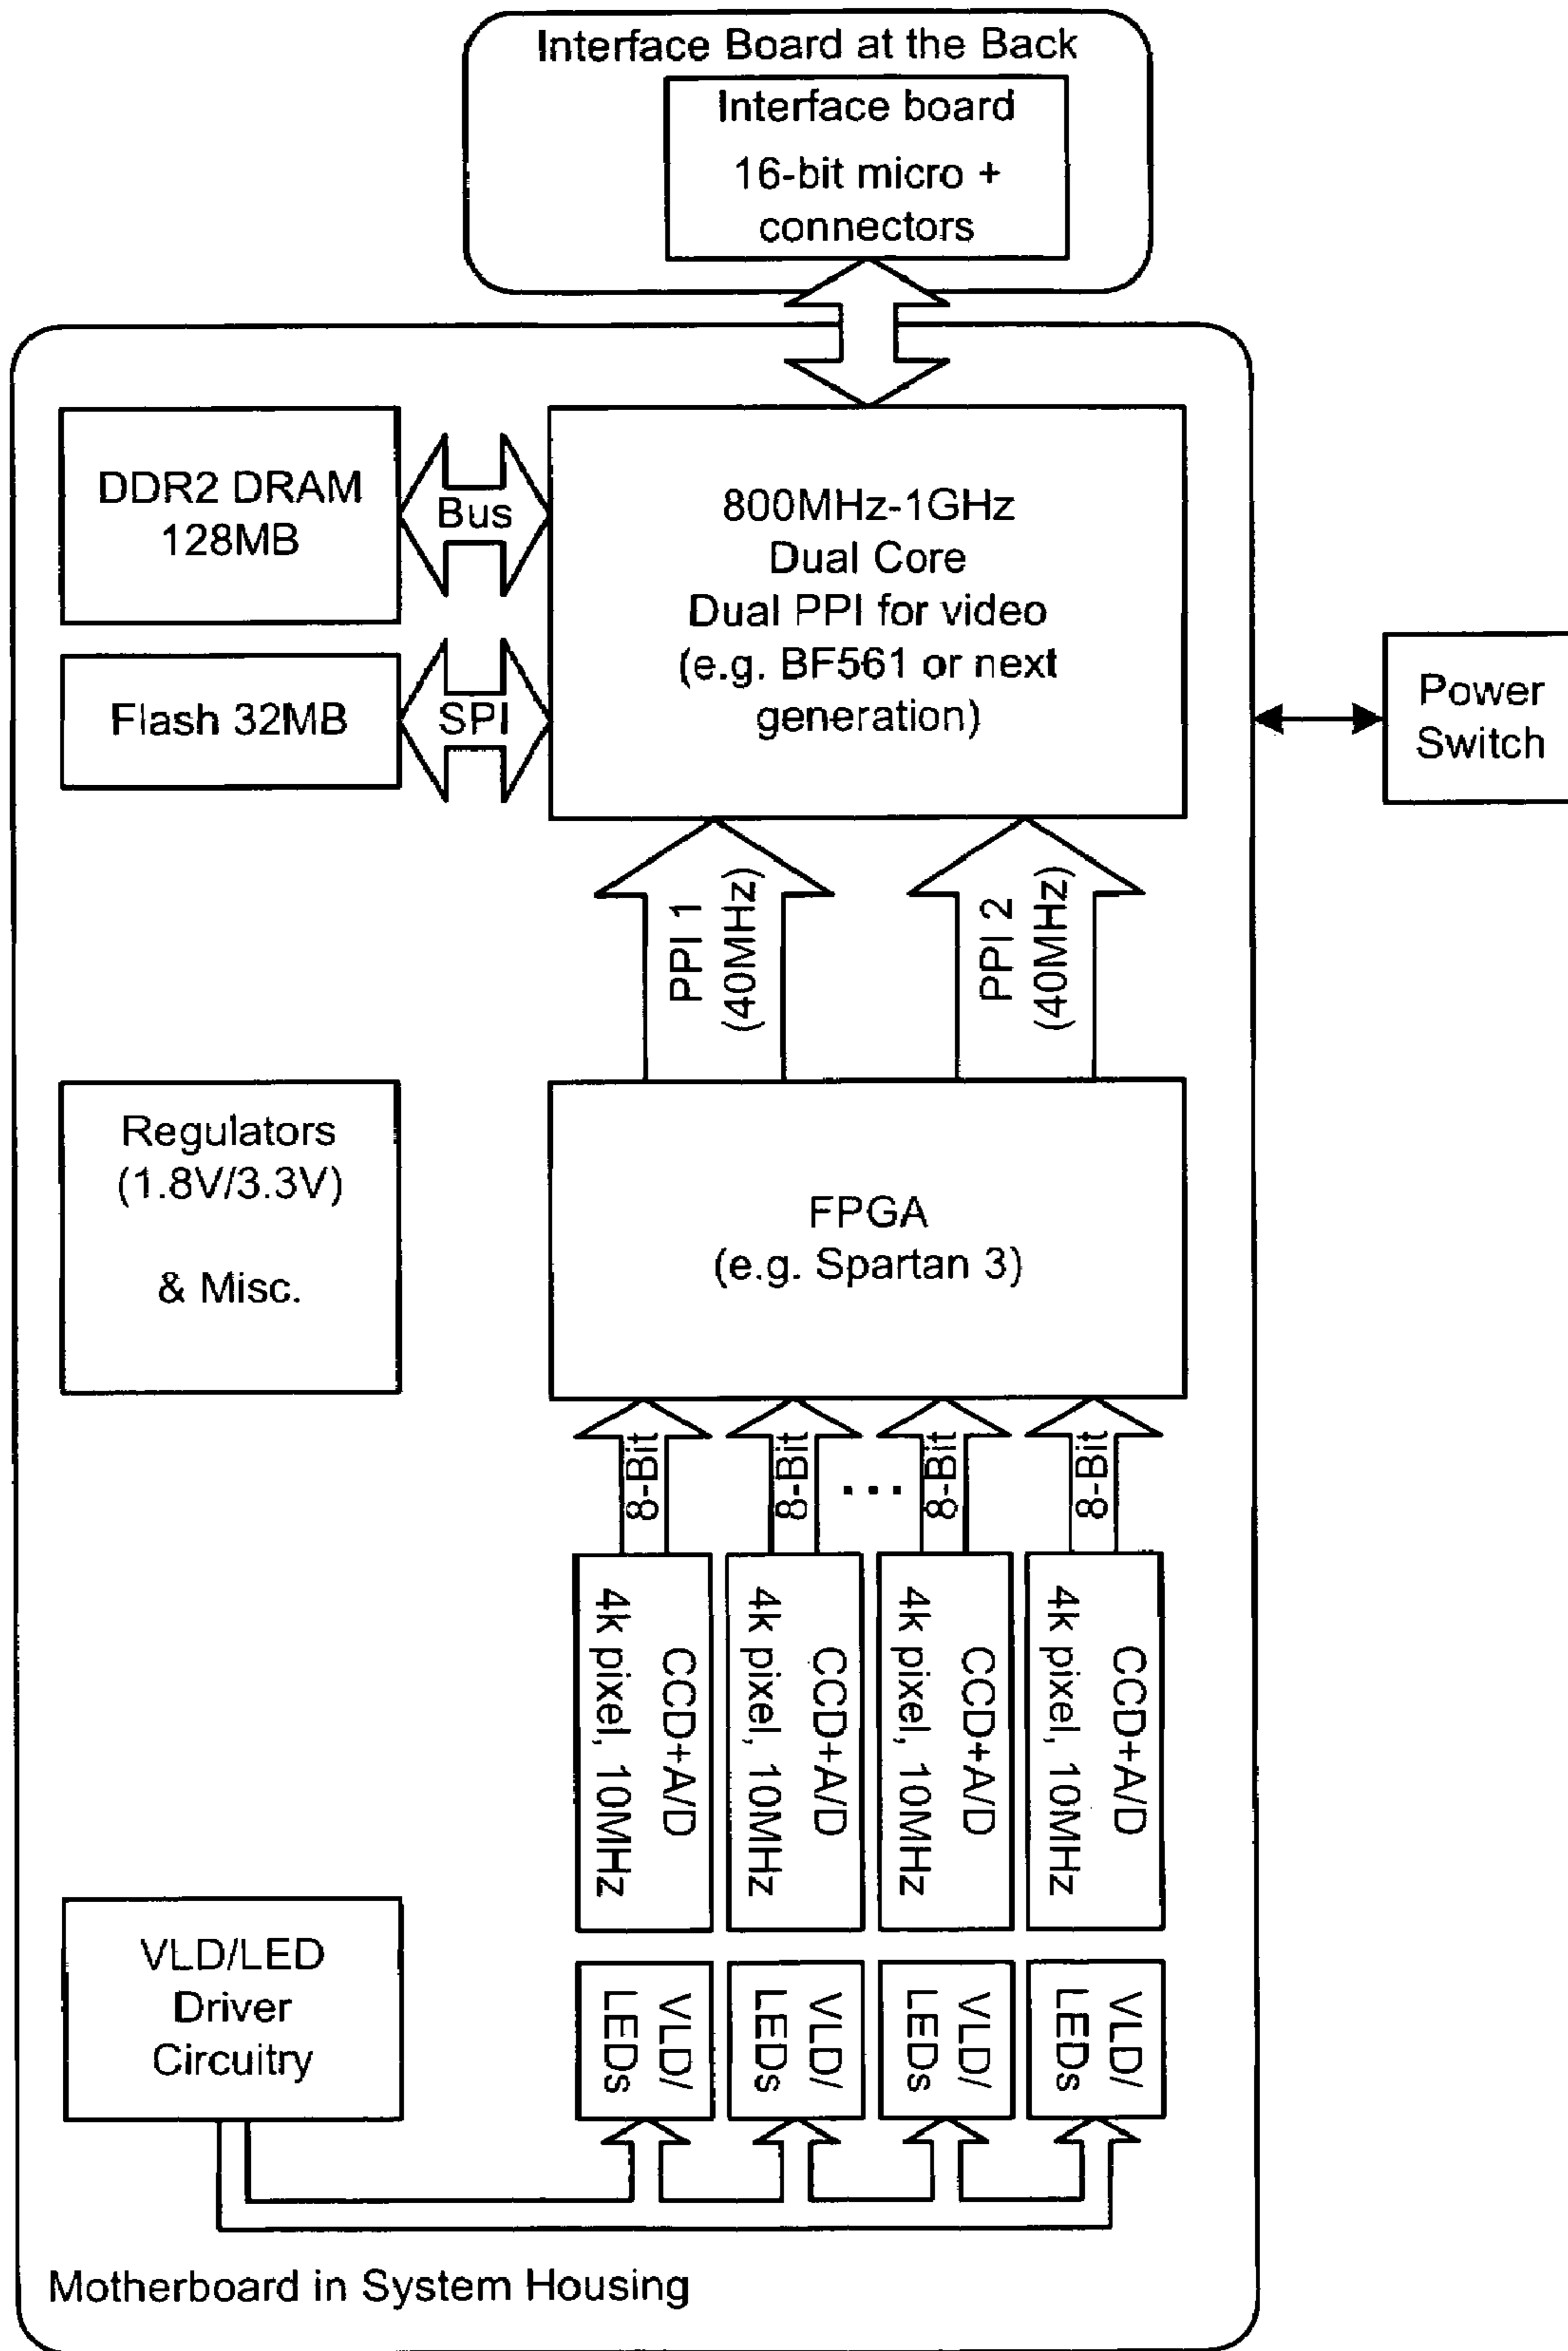 Interface Board at the Back
Interface board
16-bit micro +
connectors
DDR2 DRAM
128MB
Bus
800MHz-1GHz
Dual Core
Dual PPI for video
(e.g. BF561 or next
generation)
Flash 32MB
SPI
Power
Switch
PPI 1
(40MHz)
PPI 2
(40MHz)
Regulators
(1.8V/3.3V)
& Misc.
FPGA
(e.g. Spartan 3)
8-Bit
8-Bit
...
8-Bit
8-Bit
CCD+A/D
4k pixel, 10MHz
CCD+A/D
4k pixel, 10MHz
CCD+A/D
4k pixel, 10MHz
CCD+A/D
4k pixel, 10MHz
VLD/LED
Driver
Circuitry
VLD/
LEDs
VLD/
LEDs
VLD/
LEDs
VLD/
LEDs
Motherboard in System Housing